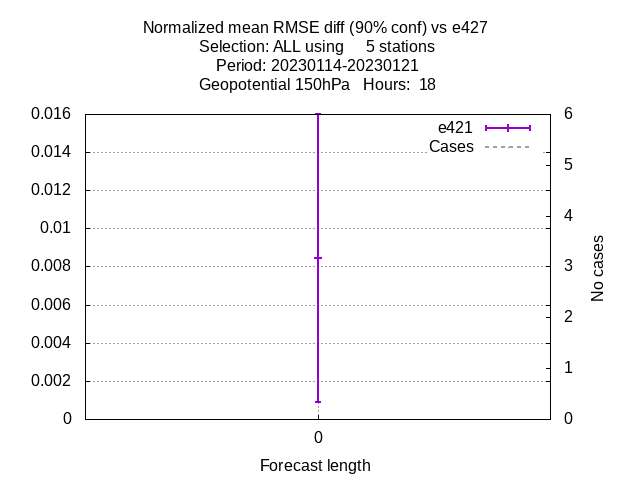 Normalized mean RMSE diff (90% conf) vs e427
Selection: ALL using     5 stations
Period: 20230114-20230121
Geopotential 150hPa   Hours:  18
e421
Cases
0.016
0.014
0.012
0.01
0.008
0.006
0.004
0.002
0
6
5
4
3
2
1
0
No cases
0
Forecast length